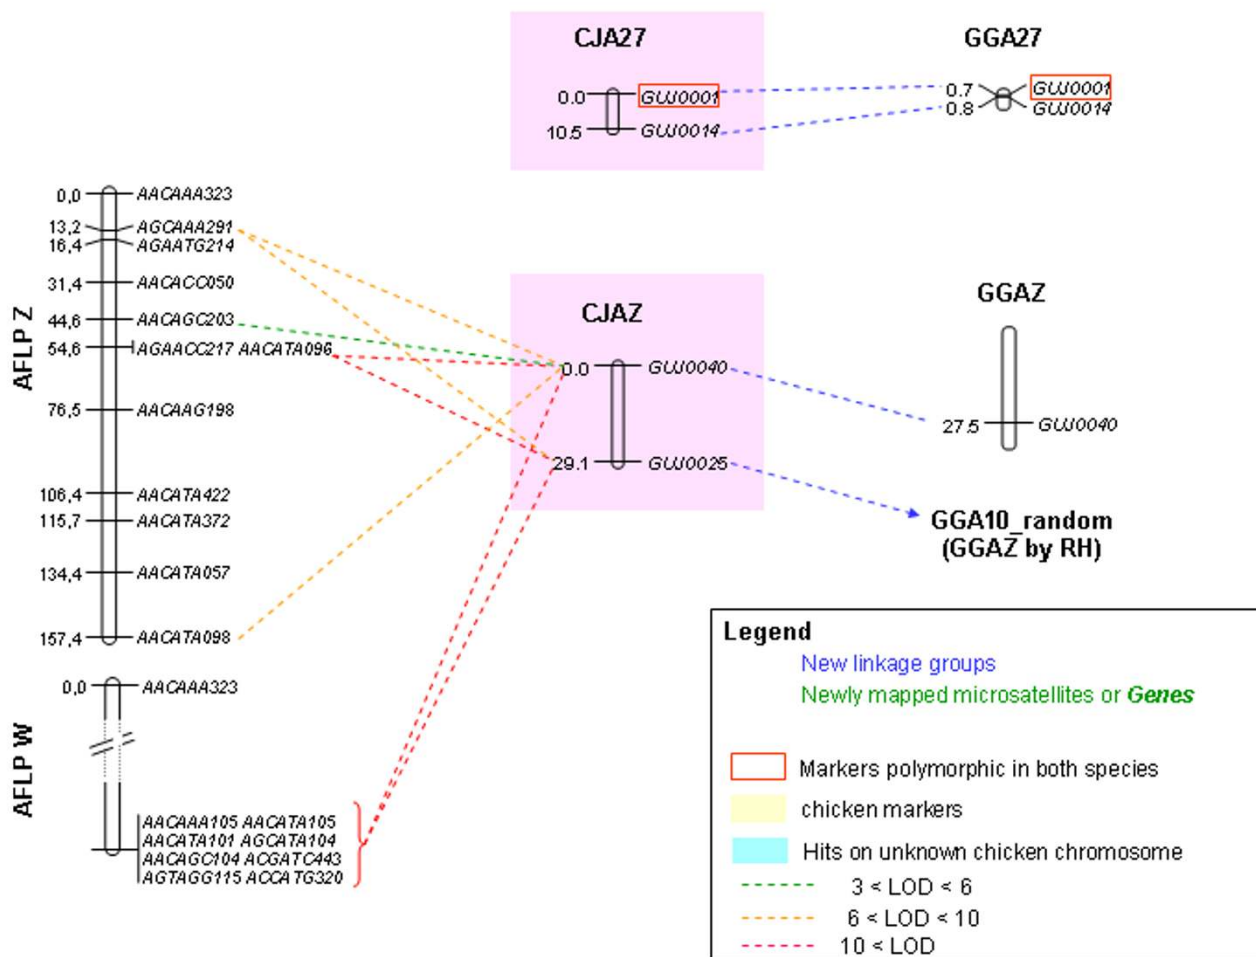 CJA27
GGA27
0.0 GUJ0001
10.5 GUJ0014
0.7 GUJ0001
0.8 GUJ0014
AFLP Z
0,0 AACAAA323
13,2 AGCAAA291
16,4 AGAATG214
31,4 AACACC050
44,6 AACAGC203
54,6 AGAACC217 AACATA096
76,5 AACAAG198
106,4 AACATA422
115,7 AACATA372
134,4 AACATA057
157,4 AACATA098
CJAZ
0.0 GUJ0040
29.1 GUJ0025
GGAZ
27.5 GUJ0040
GGA10_random
(GGAZ by RH)
AFLP W
0,0 AACAAA323
AACAAA105 AACATA105
AACATA101 AGCATA104
AACAGC104 ACGATC443
AGTAGG115 ACCATG320
Legend
New linkage groups
Newly mapped microsatellites or Genes
Markers polymorphic in both species
chicken markers
Hits on unknown chicken chromosome
3 < LOD < 6
6 < LOD < 10
10 < LOD